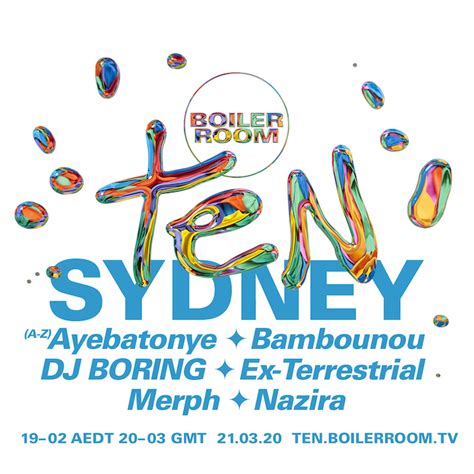 BOILER
ROOM
TEN
SYDNEY
(A-Z) Ayebatonye ✦ Bambounou
DJ BORING ✦ Ex-Terrestrial
Merph ✦ Nazira
19–02 AEDT 20–03 GMT 21.03.20 TEN.BOILERROOM.TV